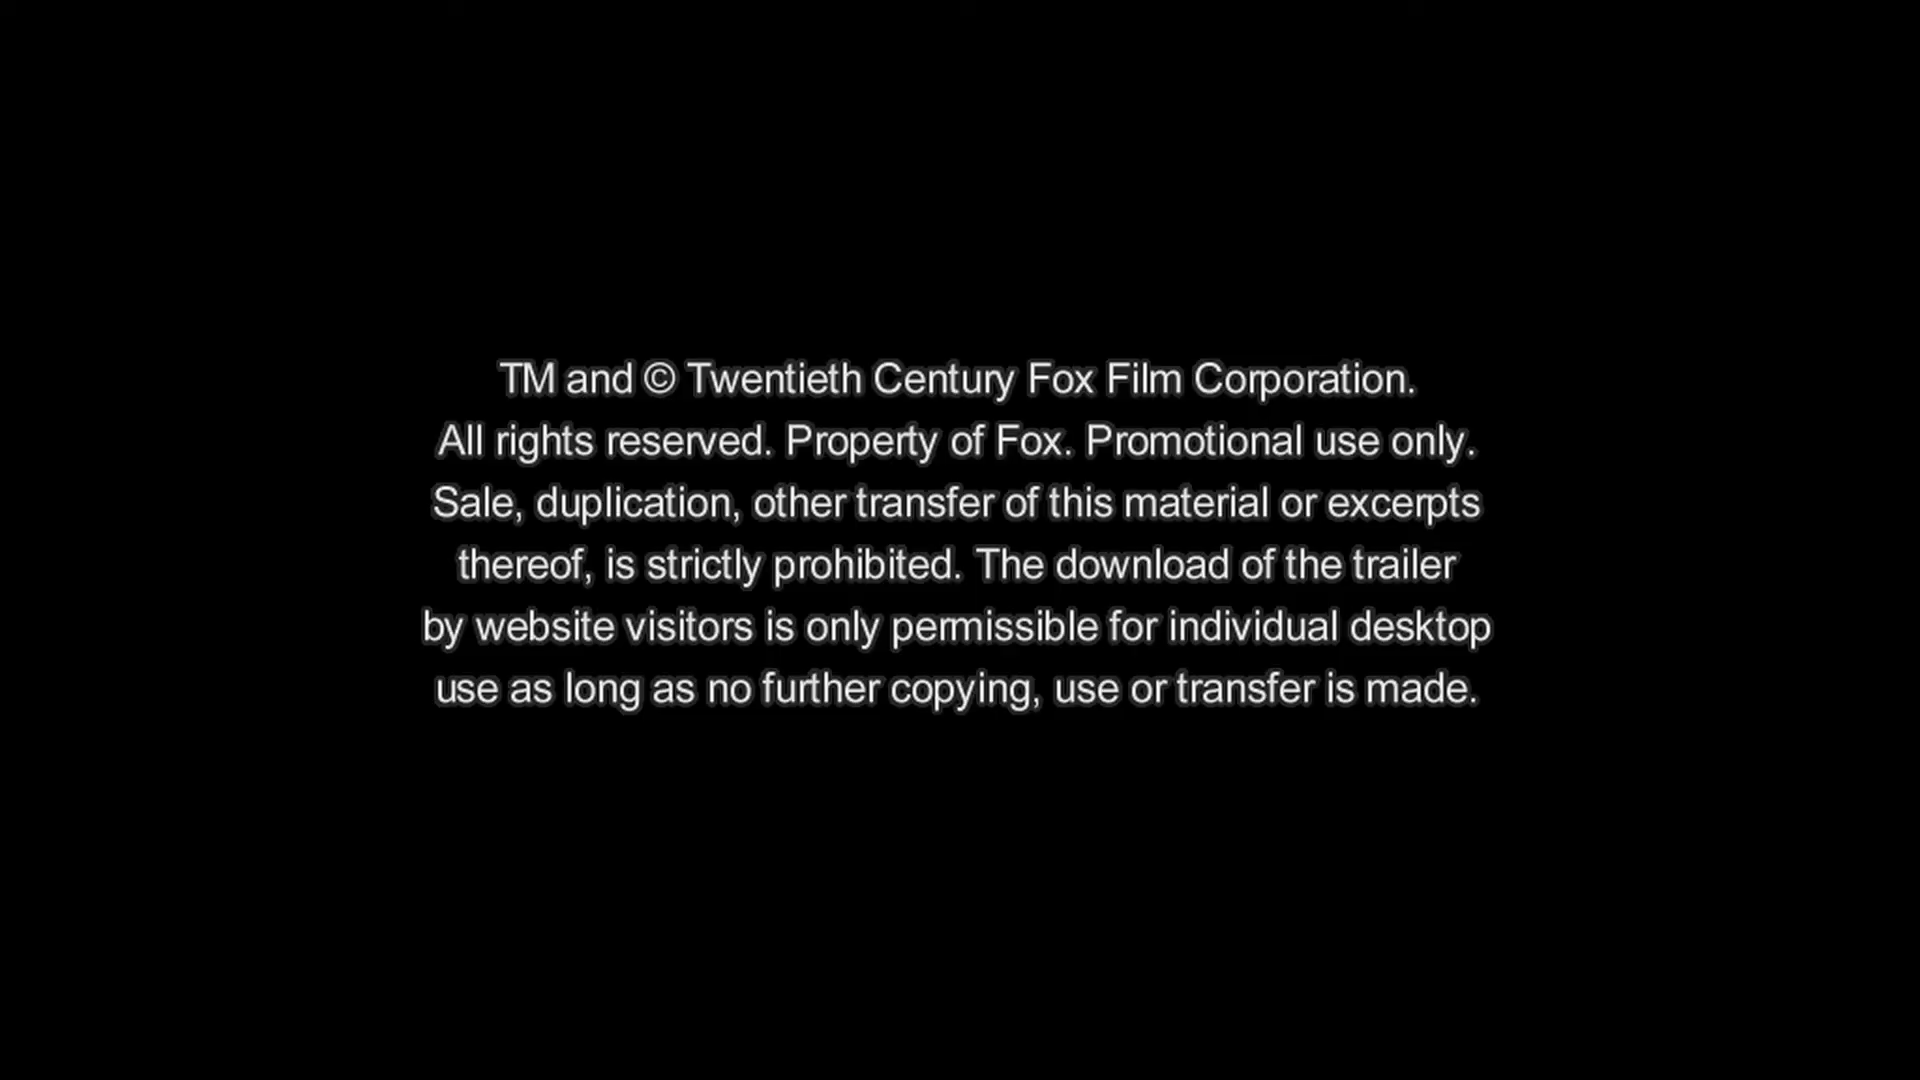 TM and © Twentieth Century Fox Film Corporation.
All rights reserved. Property of Fox. Promotional use only.
Sale, duplication, other transfer of this material or excerpts
thereof, is strictly prohibited. The download of the trailer
by website visitors is only permissible for individual desktop
use as long as no further copying, use or transfer is made.